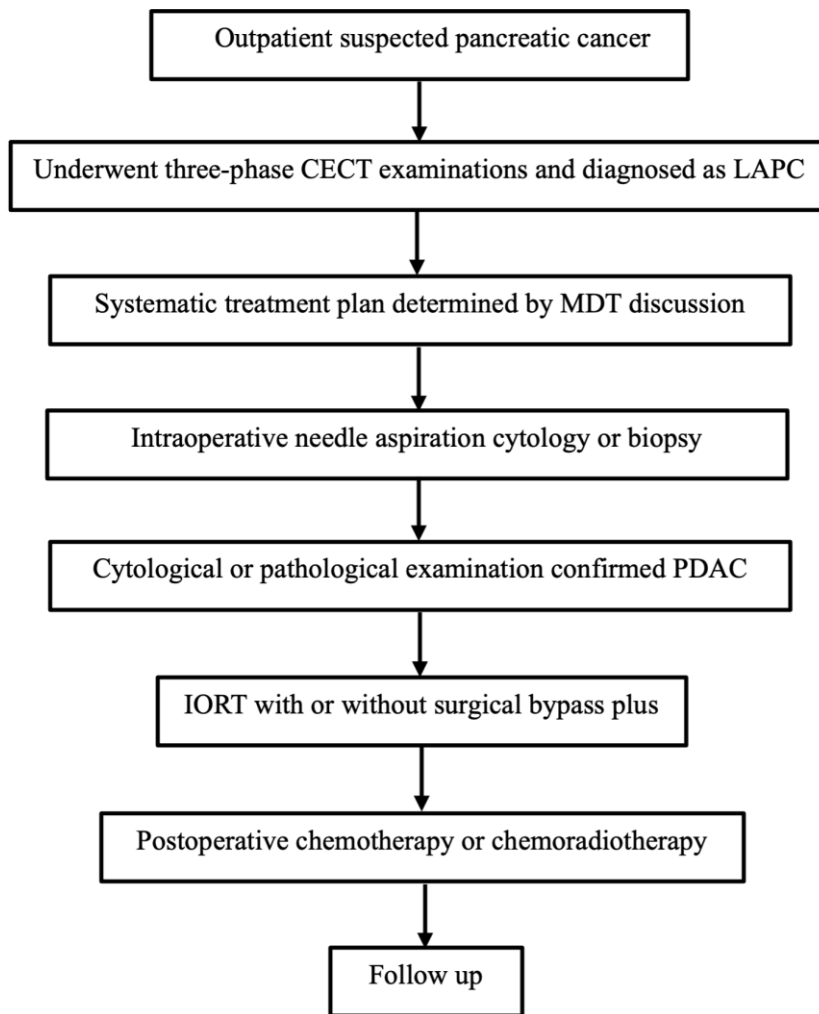 Outpatient suspected pancreatic cancer
Underwent three-phase CECT examinations and diagnosed as LAPC
Systematic treatment plan determined by MDT discussion
Intraoperative needle aspiration cytology or biopsy
Cytological or pathological examination confirmed PDAC
IORT with or without surgical bypass plus
Postoperative chemotherapy or chemoradiotherapy
Follow up